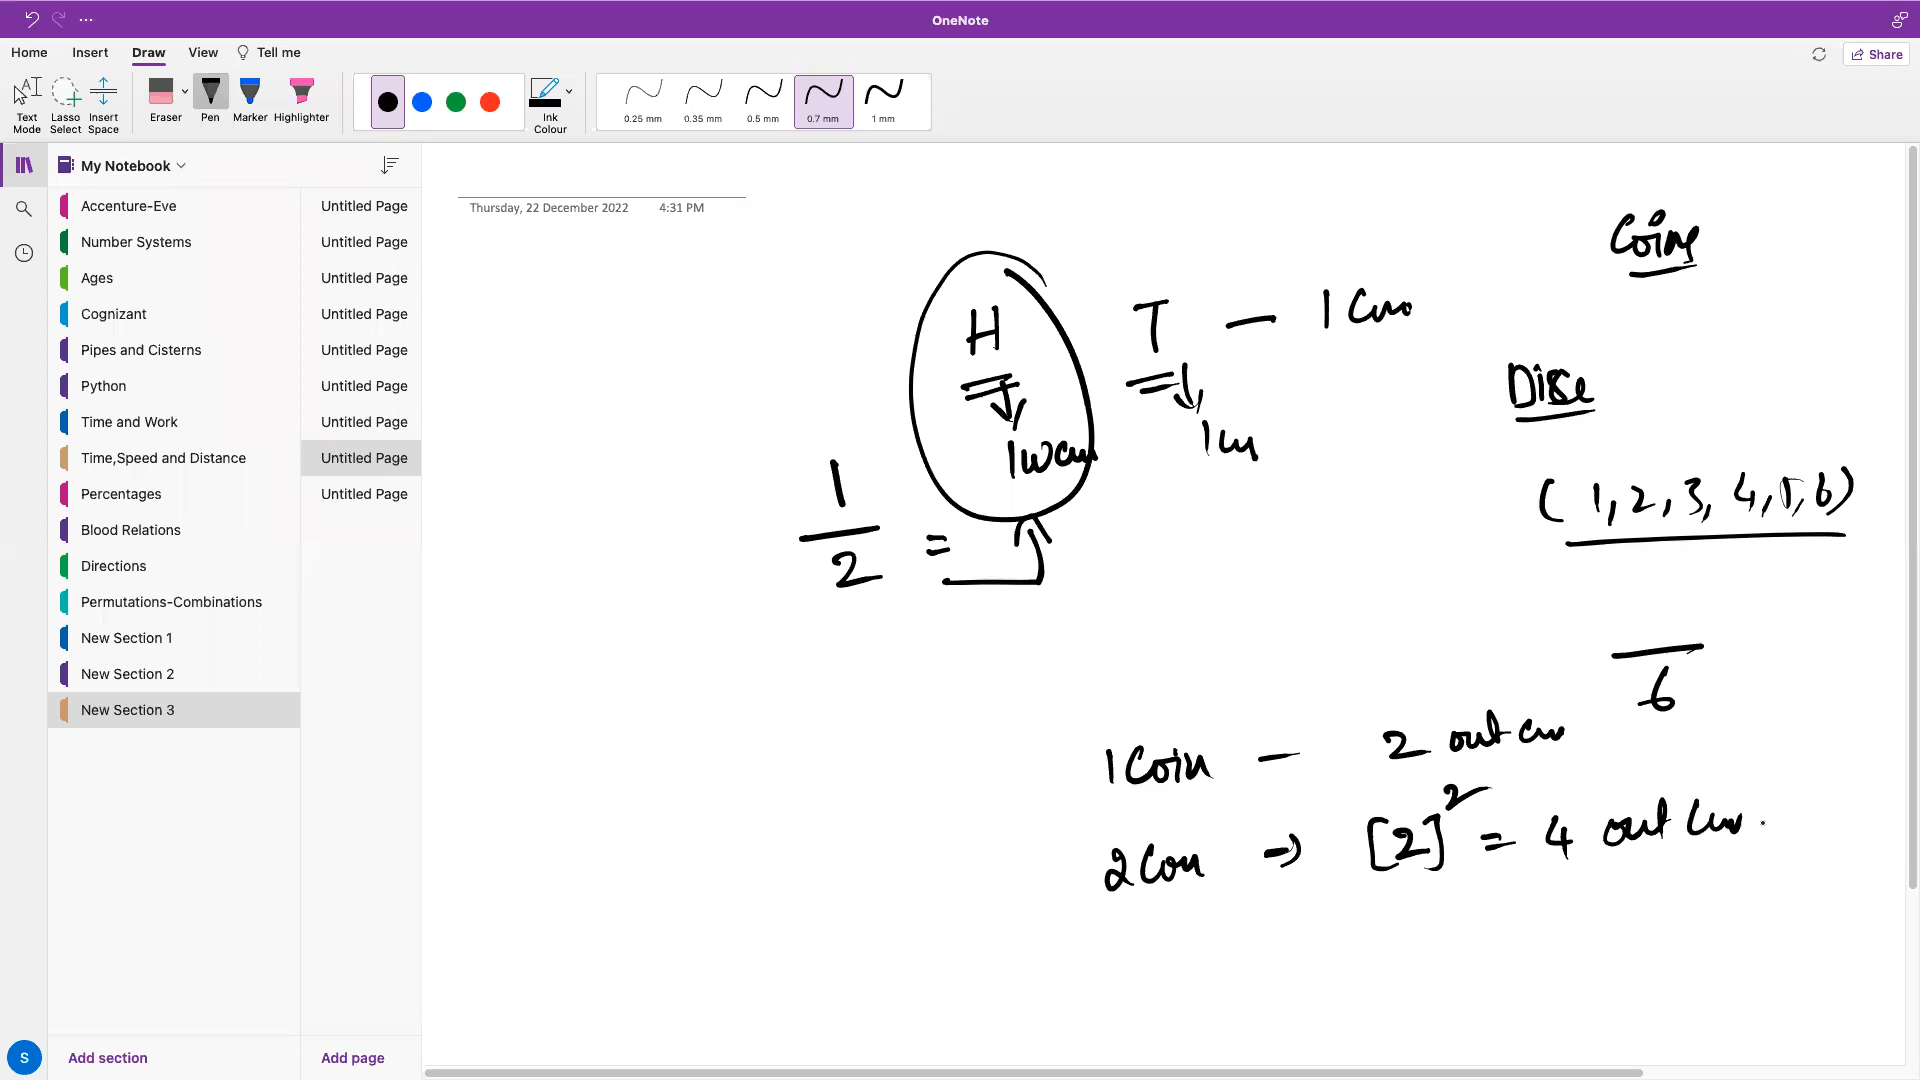 OneNote
Home Insert Draw View Tell me
Share
Text Mode
Lasso Select
Insert Space
Eraser
Pen
Marker
Highlighter
Ink Colour
0.25 mm
0.35 mm
0.5 mm
0.7 mm
1 mm
My Notebook
Accenture-Eve
Number Systems
Ages
Cognizant
Pipes and Cisterns
Python
Time and Work
Time,Speed and Distance
Percentages
Blood Relations
Directions
Permutations-Combinations
New Section 1
New Section 2
New Section 3
Untitled Page
Untitled Page
Untitled Page
Untitled Page
Untitled Page
Untitled Page
Untitled Page
Untitled Page
Untitled Page
Thursday, 22 December 2022 4:31 PM
Coins
H T — 1
1
1
1
2
=
( 1, 2, 3, 4, 5, 6)
6
1 Coin — 2 out
2 ⇒ [2]² = 4 out
S
Add section
Add page